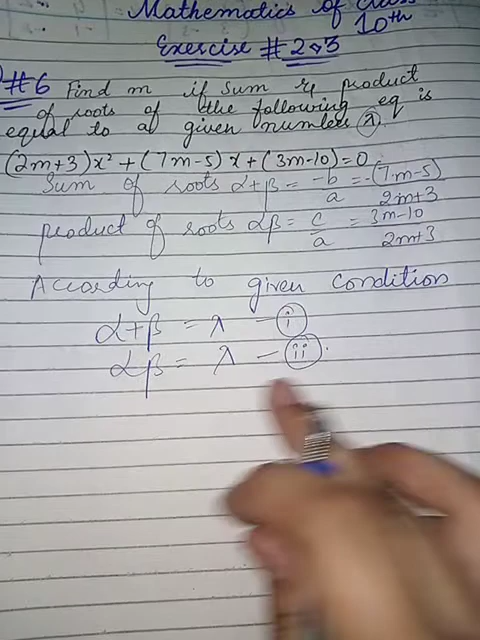 Mathematics of class
10th
Exercise # 2.3
#6 Find m if sum & product
of roots of the following eq is
equal to a given number λ.
(2m+3)x² + (7m-5)x + (3m-10) = 0
Sum of roots α+β = -b/a = -(7m-5)/2m+3
product of roots αβ = c/a = 3m-10/2m+3
According to given condition
α+β = λ — i
αβ = λ — ii.